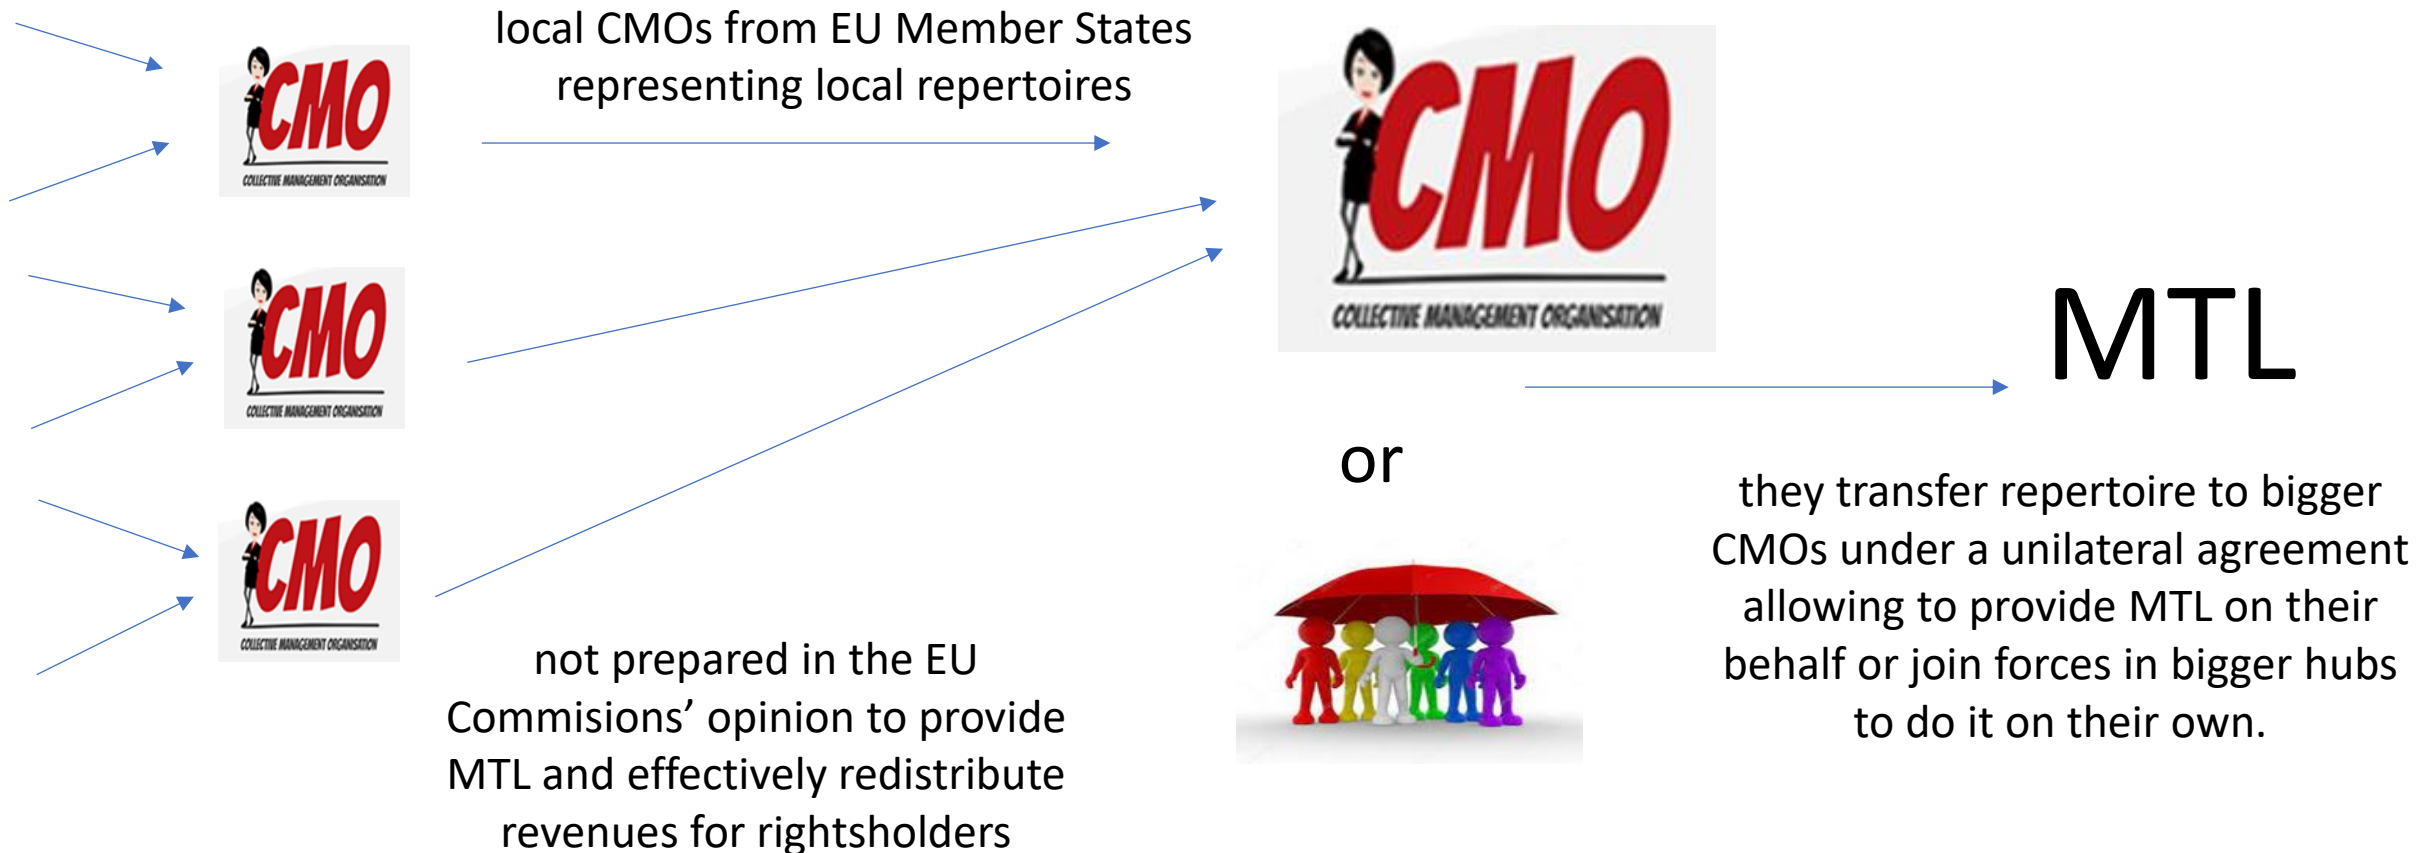 local CMOs from EU Member States
representing local repertoires
CMO
COLLECTIVE MANAGEMENT ORGANISATION
CMO
COLLECTIVE MANAGEMENT ORGANISATION
CMO
COLLECTIVE MANAGEMENT ORGANISATION
not prepared in the EU
Commisions’ opinion to provide
MTL and effectively redistribute
revenues for rightsholders
CMO
COLLECTIVE MANAGEMENT ORGANISATION
or
MTL
they transfer repertoire to bigger
CMOs under a unilateral agreement
allowing to provide MTL on their
behalf or join forces in bigger hubs
to do it on their own.